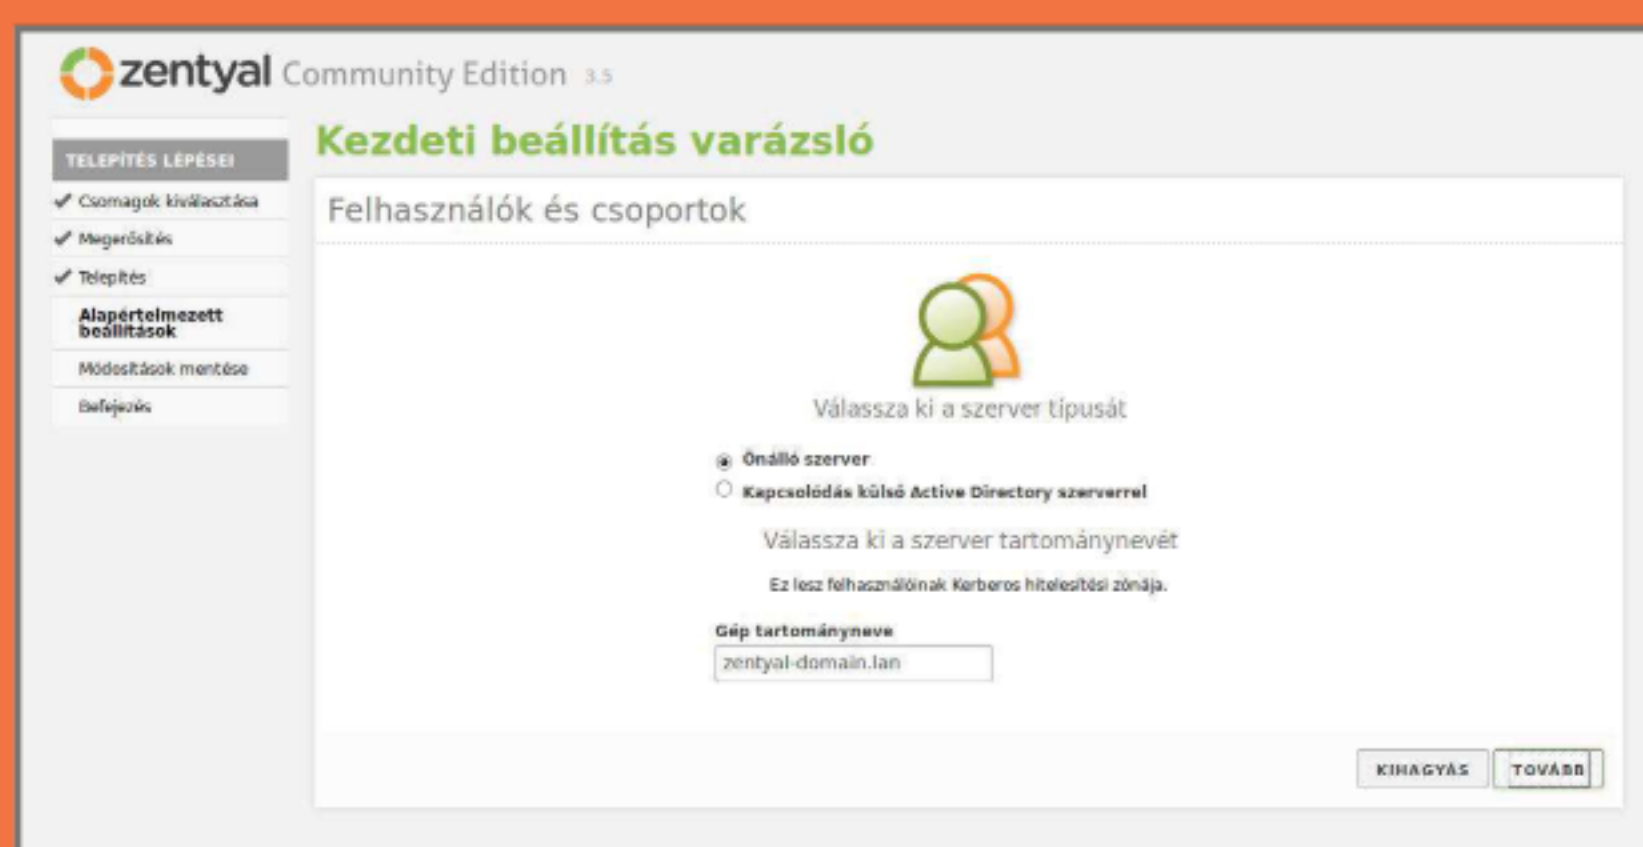 zentyal Community Edition 3.5
Kezdeti beállítás varázsló
TELEPÍTÉS LÉPÉSEI
Csomagok kiválasztása
Megerősítés
Telepítés
Alapértelmezett
beállítások
Módosítások mentése
Befejezés
Felhasználók és csoportok
Válassza ki a szerver típusát
Önálló szerver
Kapcsolódás külső Active Directory szerverrel
Válassza ki a szerver tartománynevét
Ez lesz felhasználóinak Kerberos hitelesítési zónája.
Gép tartományneve
zentyal-domain.lan
KIHAGYÁS
TOVÁBB